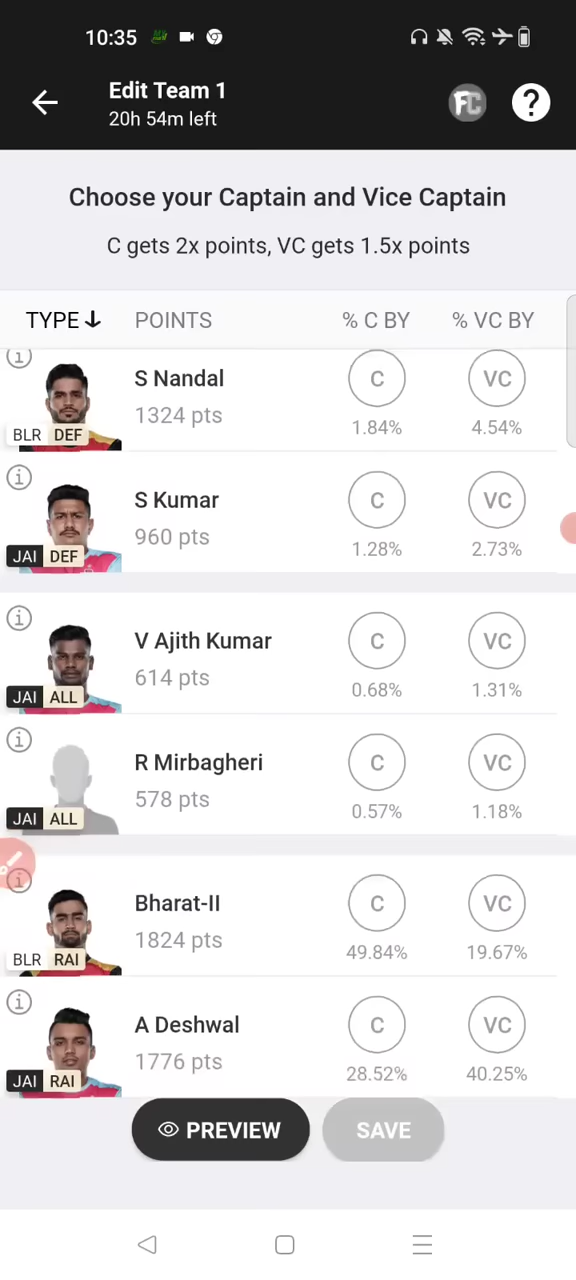 10:35
Edit Team 1
20h 54m left
FC
?
Choose your Captain and Vice Captain
C gets 2x points, VC gets 1.5x points
TYPE POINTS % C BY % VC BY
S Nandal
C VC
1324 pts
BLR DEF
1.84% 4.54%
S Kumar
C VC
960 pts
JAI DEF
1.28% 2.73%
V Ajith Kumar
C VC
614 pts
JAI ALL
0.68% 1.31%
R Mirbagheri
C VC
578 pts
JAI ALL
0.57% 1.18%
Bharat-II
C VC
1824 pts
BLR RAI
49.84% 19.67%
A Deshwal
C VC
1776 pts
JAI RAI
28.52% 40.25%
PREVIEW SAVE